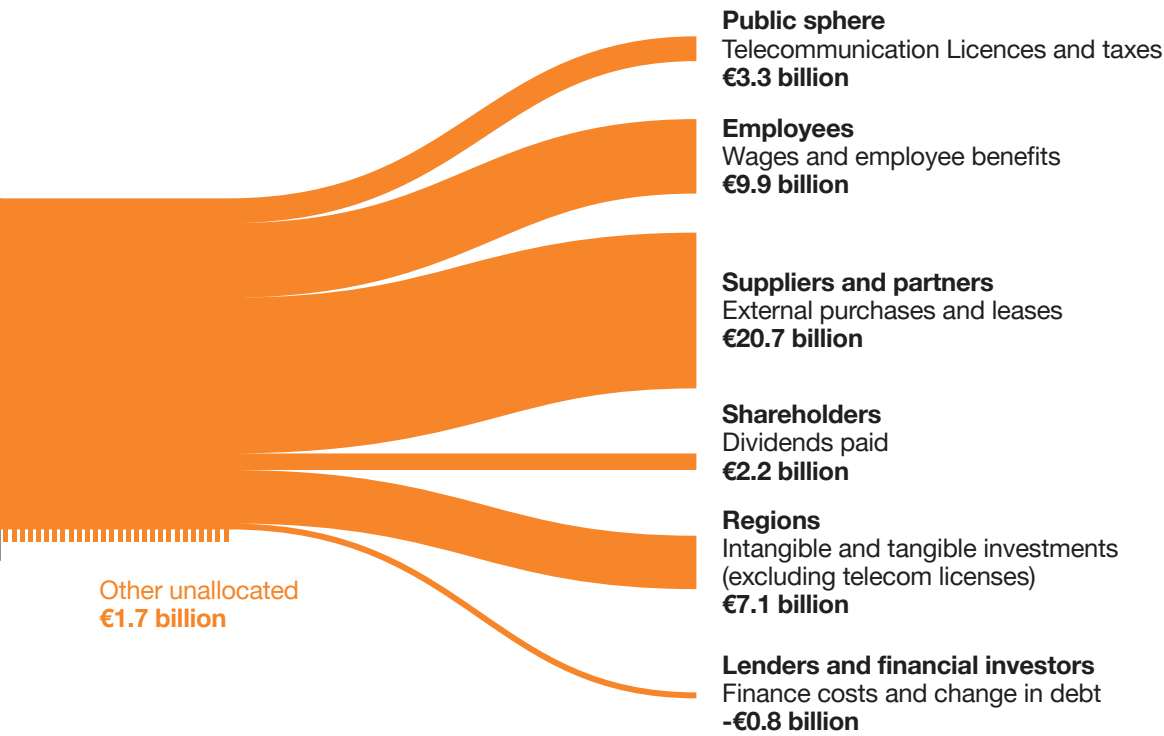 Public sphere
Telecommunication Licences and taxes
€3.3 billion
Employees
Wages and employee benefits
€9.9 billion
Suppliers and partners
External purchases and leases
€20.7 billion
Shareholders
Dividends paid
€2.2 billion
Regions
Intangible and tangible investments
(excluding telecom licenses)
€7.1 billion
Other unallocated
€1.7 billion
Lenders and financial investors
Finance costs and change in debt
-€0.8 billion